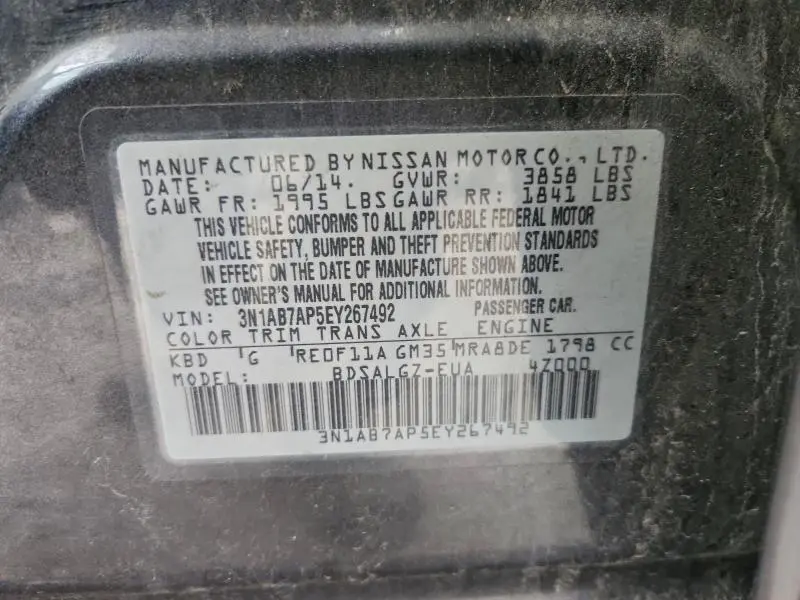 MANUFACTURED BY NISSAN MOTOR CO., LTD.
DATE: 06/14. GVWR: 3858 LBS
GAWR FR: 1995 LBS GAWR RR: 1841 LBS
THIS VEHICLE CONFORMS TO ALL APPLICABLE FEDERAL MOTOR
VEHICLE SAFETY, BUMPER AND THEFT PREVENTION STANDARDS
IN EFFECT ON THE DATE OF MANUFACTURE SHOWN ABOVE.
SEE OWNER'S MANUAL FOR ADDITIONAL INFORMATION.
VIN: 3N1AB7AP5EY267492 PASSENGER CAR.
COLOR TRIM TRANS AXLE ENGINE
KBD G RE0F11A GM35 MRA8DE 1798 CC
MODEL: BDSALGZ-EUA 4Z000
3N1AB7AP5EY267492